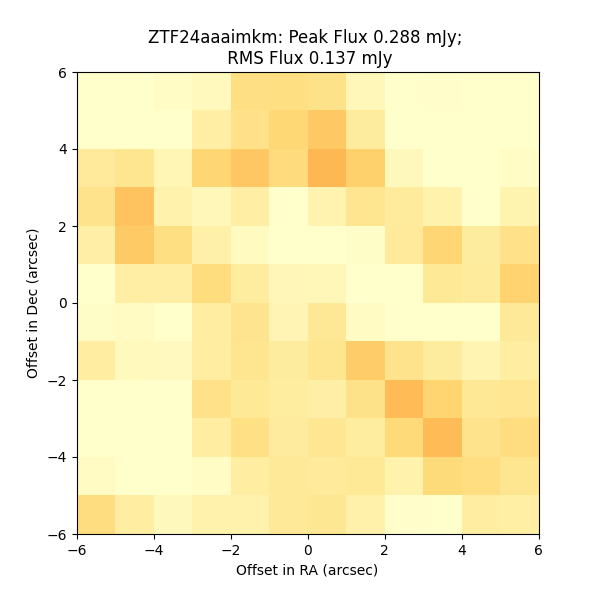 ZTF24aaaimkm: Peak Flux 0.288 mJy;
RMS Flux 0.137 mJy
6
4
2
0
−2
−4
−6
Offset in Dec (arcsec)
−6 −4 −2 0 2 4 6
Offset in RA (arcsec)